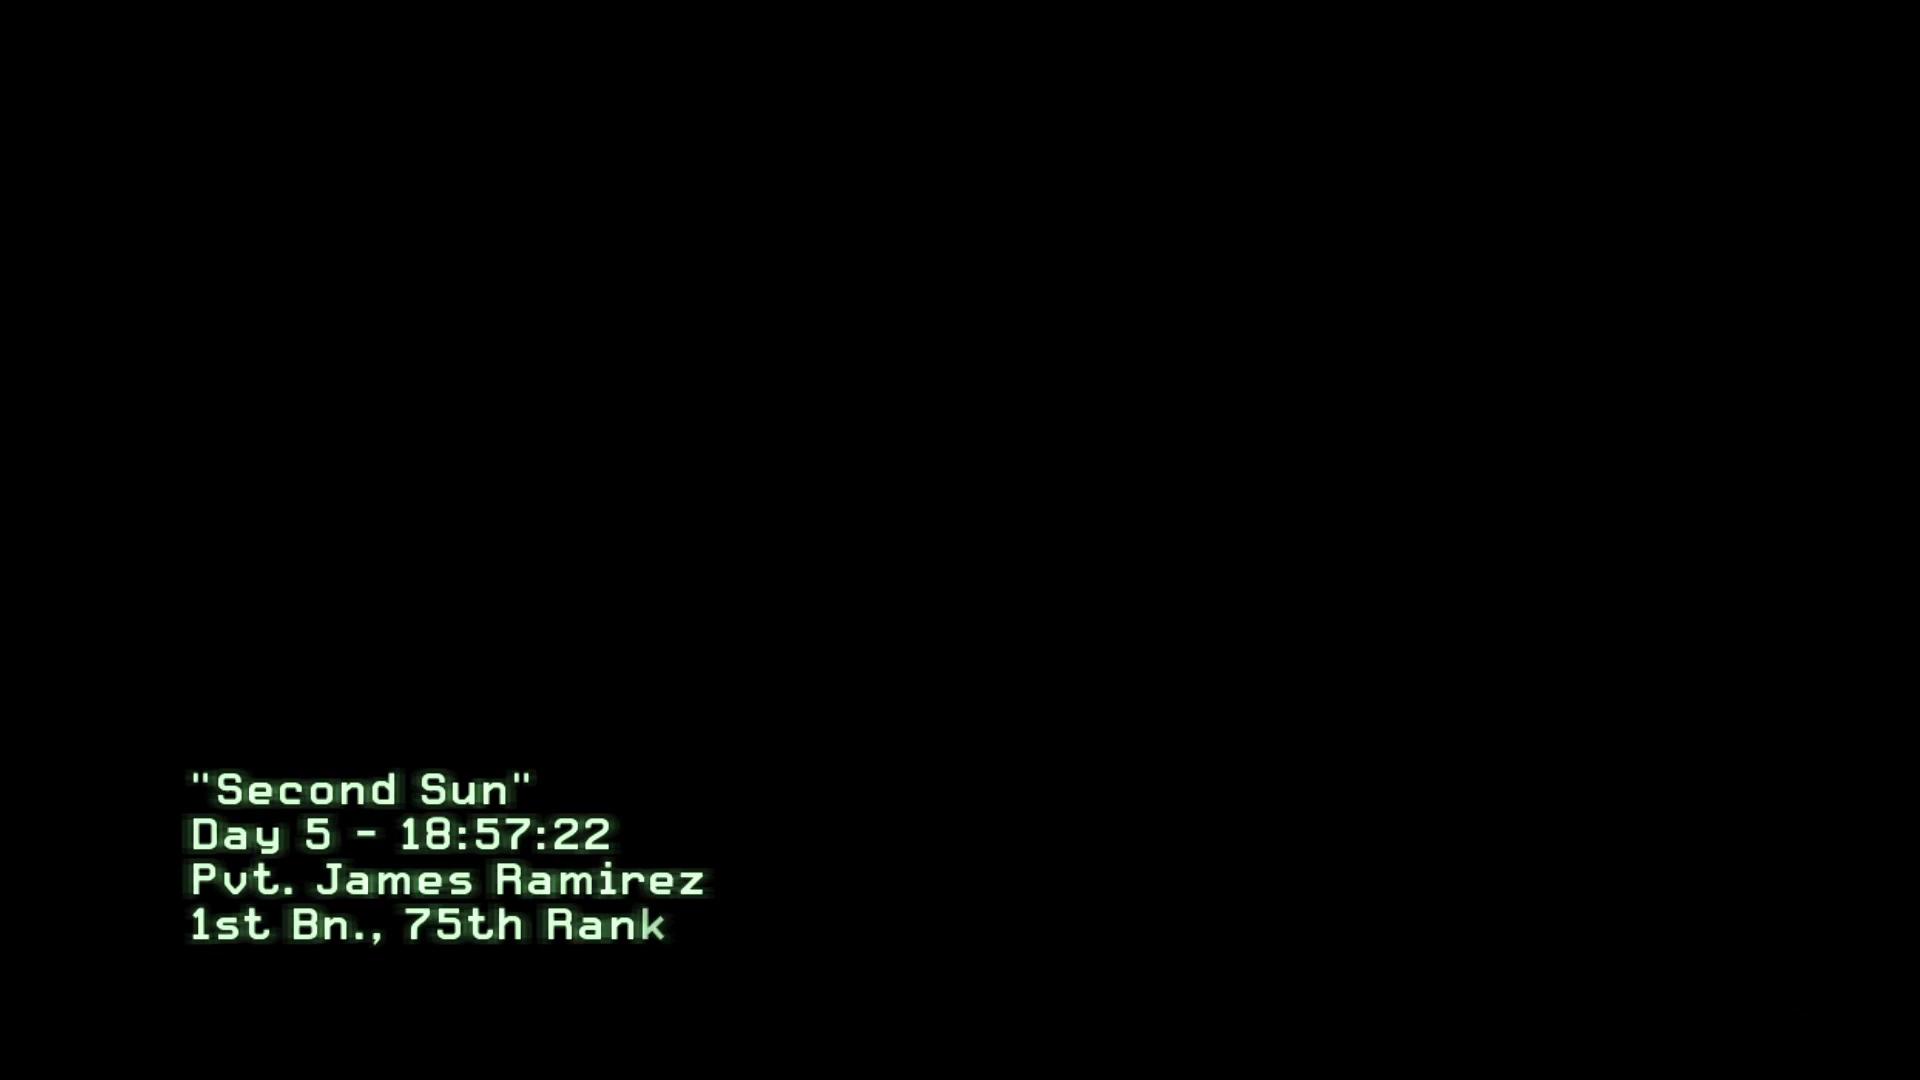 "Second Sun"
Day 5 - 18:57:22
Pvt. James Ramirez
1st Bn., 75th Rank